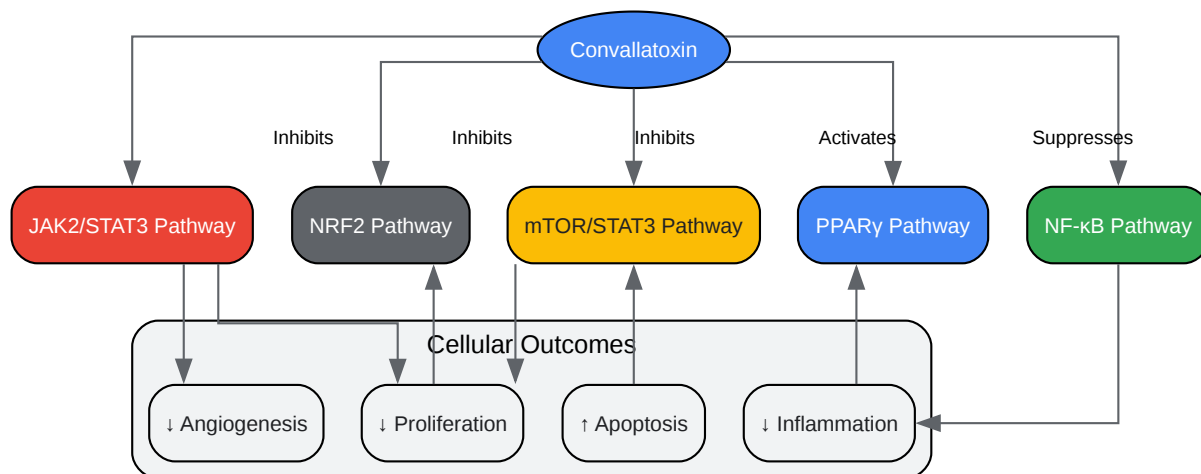 Convallatoxin
Inhibits
Inhibits
Inhibits
Activates
Suppresses
JAK2/STAT3 Pathway
NRF2 Pathway
mTOR/STAT3 Pathway
PPARγ Pathway
NF-κB Pathway
Cellular Outcomes
↓ Angiogenesis
↓ Proliferation
↑ Apoptosis
↓ Inflammation